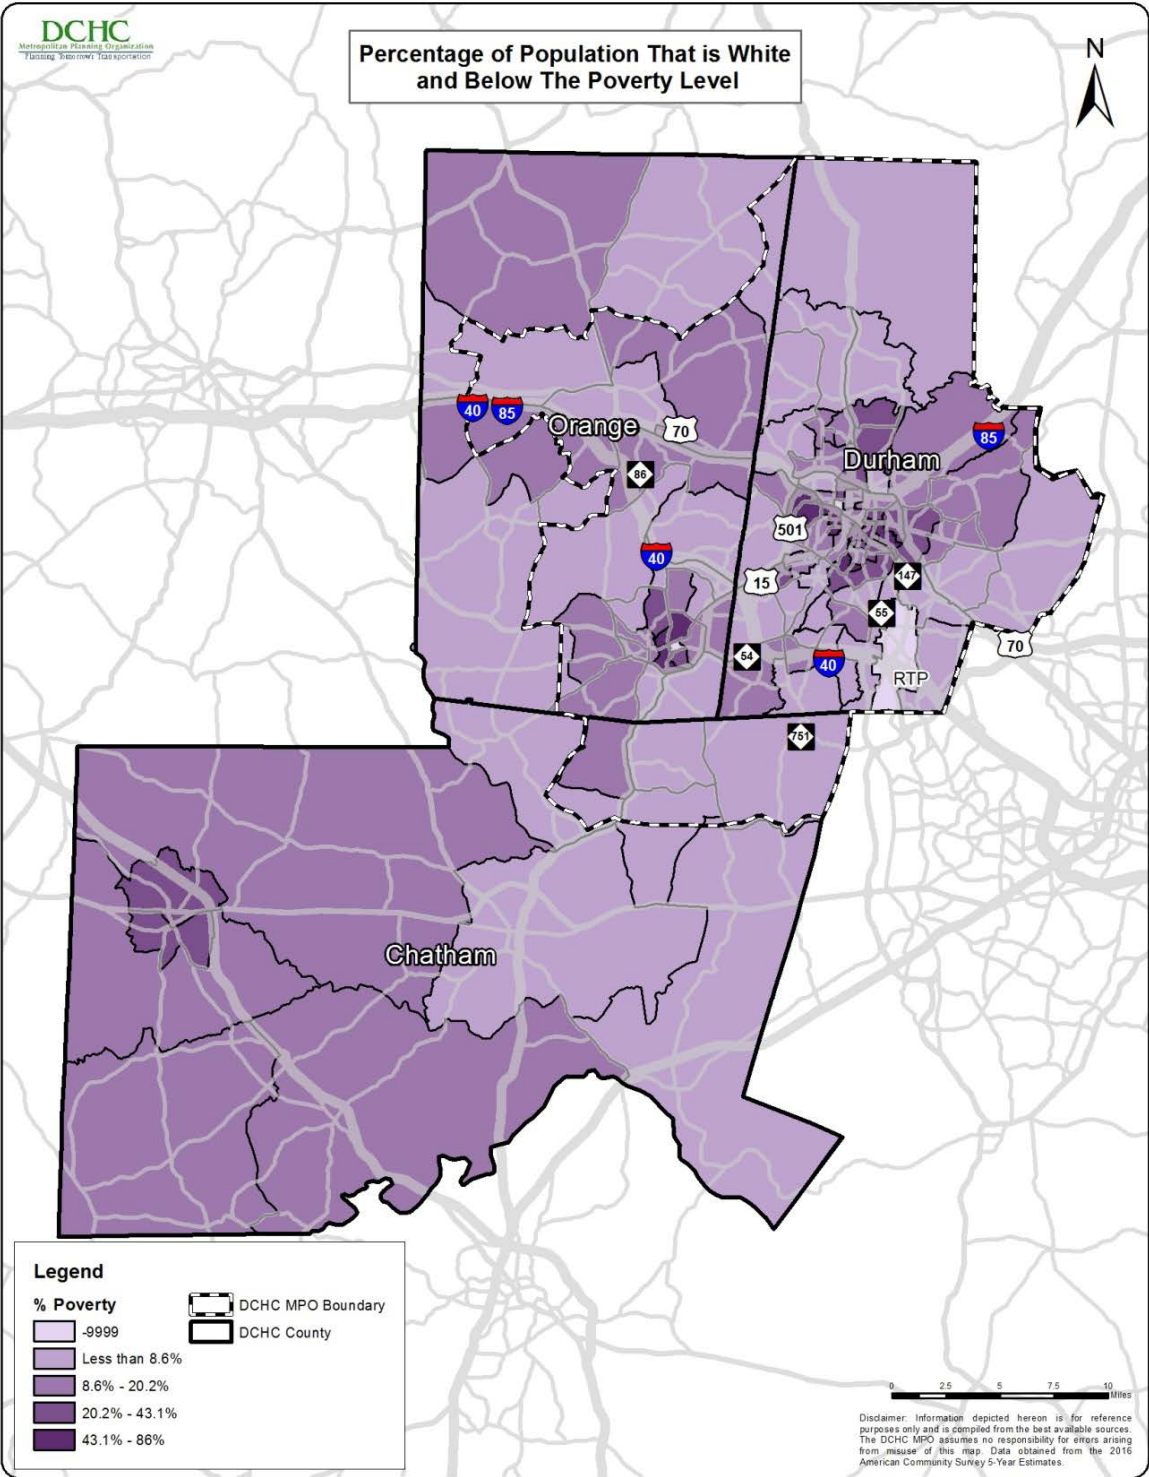 DCHC
Metropolitan Planning Organization
Planning Tomorrow's Transportation
Percentage of Population That is White
and Below The Poverty Level
N
40
85
Orange
70
85
Durham
86
501
40
15
147
55
54
40
70
RTP
751
Chatham
Legend
% Poverty
-9999
Less than 8.6%
8.6% - 20.2%
20.2% - 43.1%
43.1% - 86%
DCHC MPO Boundary
DCHC County
0 2.5 5 7.5 10
Miles
Disclaimer: Information depicted hereon is for reference
purposes only and is compiled from the best available sources.
The DCHC MPO assumes no responsibility for errors arising
from misuse of this map. Data obtained from the 2016
American Community Survey 5-Year Estimates.